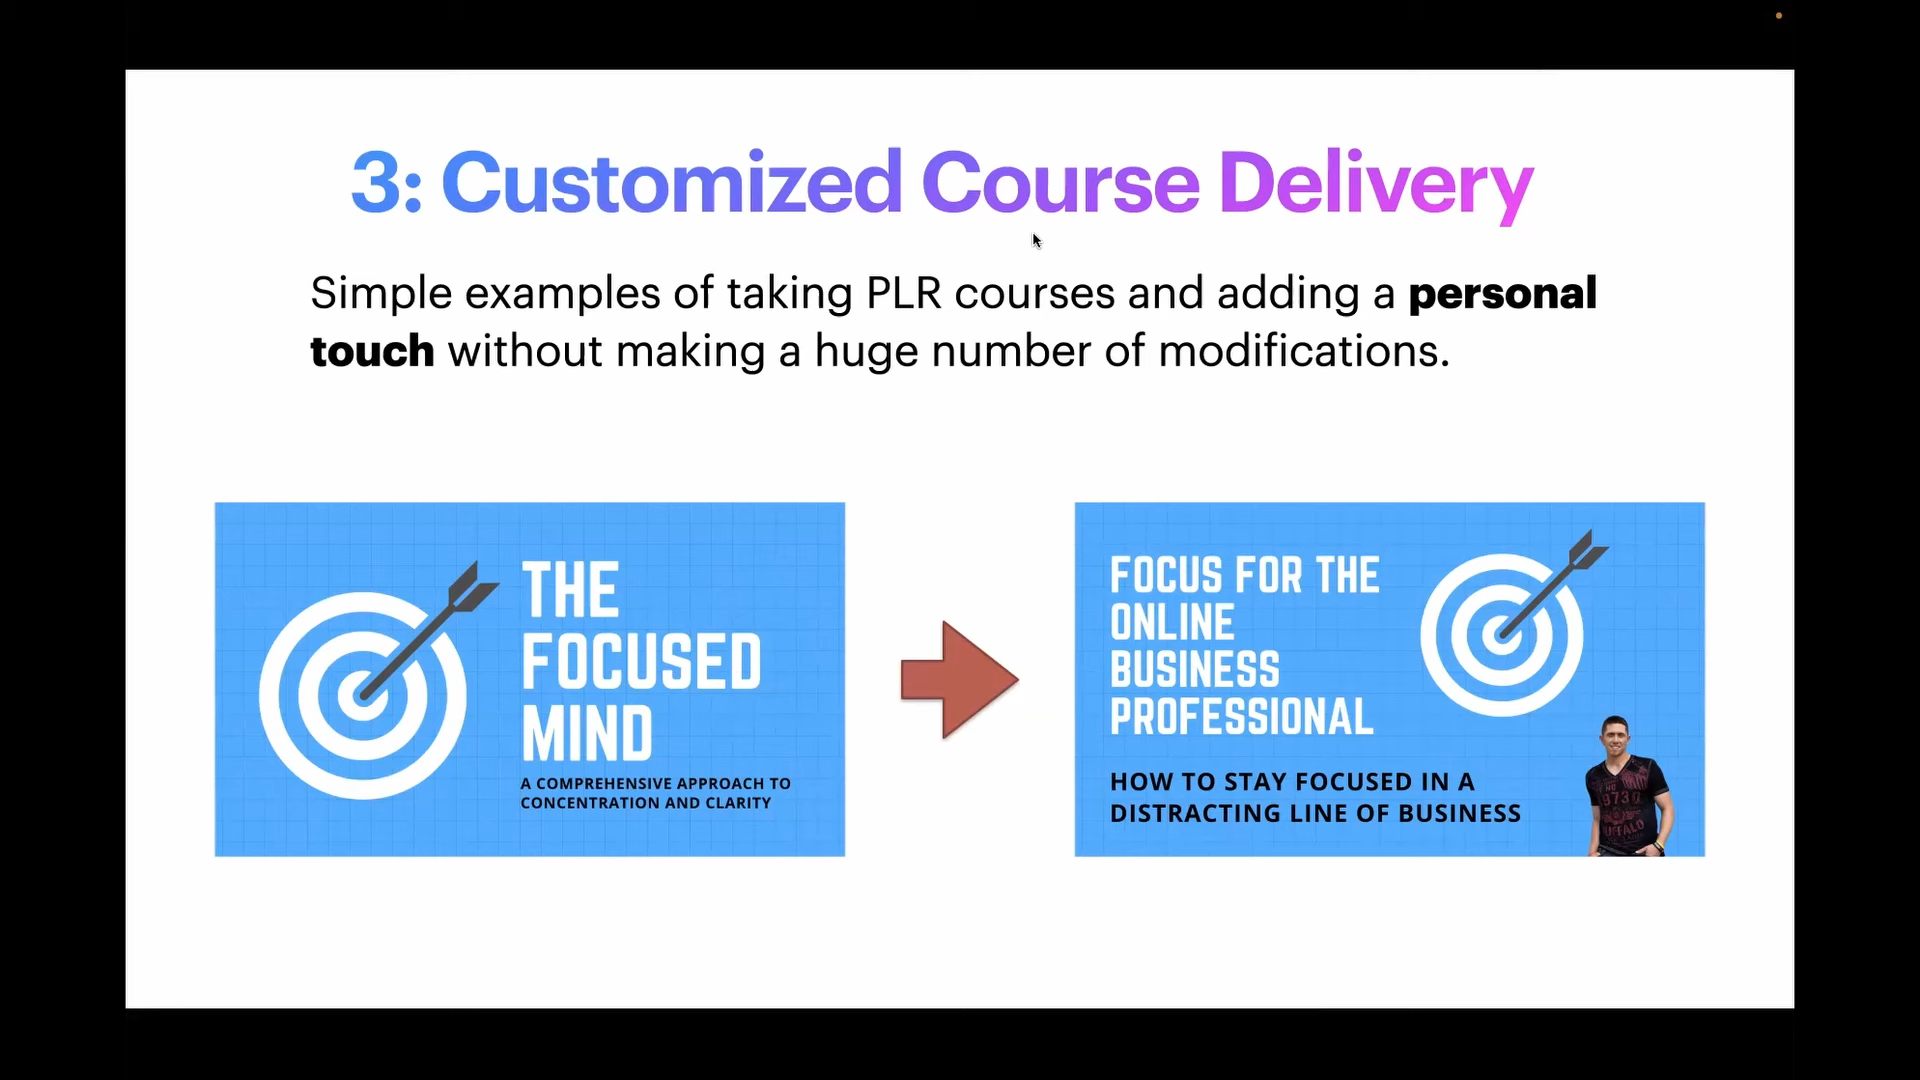 3: Customized Course Delivery
Simple examples of taking PLR courses and adding a personal
touch without making a huge number of modifications.
THE
FOCUSED
MIND
A COMPREHENSIVE APPROACH TO
CONCENTRATION AND CLARITY
FOCUS FOR THE
ONLINE
BUSINESS
PROFESSIONAL
HOW TO STAY FOCUSED IN A
DISTRACTING LINE OF BUSINESS